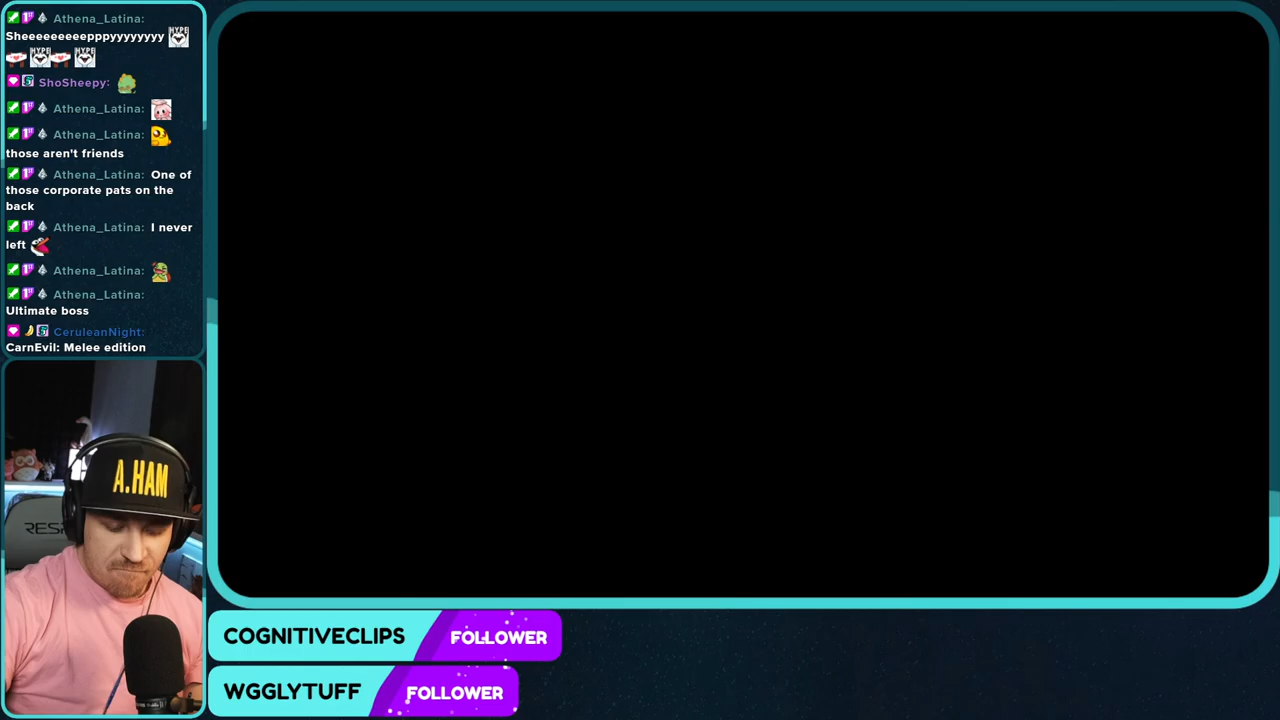 Athena_Latina:
Sheeeeeeeeepppyyyyyyyy
ShoSheepy:
Athena_Latina:
Athena_Latina:
those aren't friends
Athena_Latina: One of
those corporate pats on the
back
Athena_Latina: I never
left
Athena_Latina:
Athena_Latina:
Ultimate boss
CeruleanNight:
CarnEvil: Melee edition
A.HAM
COGNITIVECLIPS FOLLOWER
WGGLYTUFF FOLLOWER